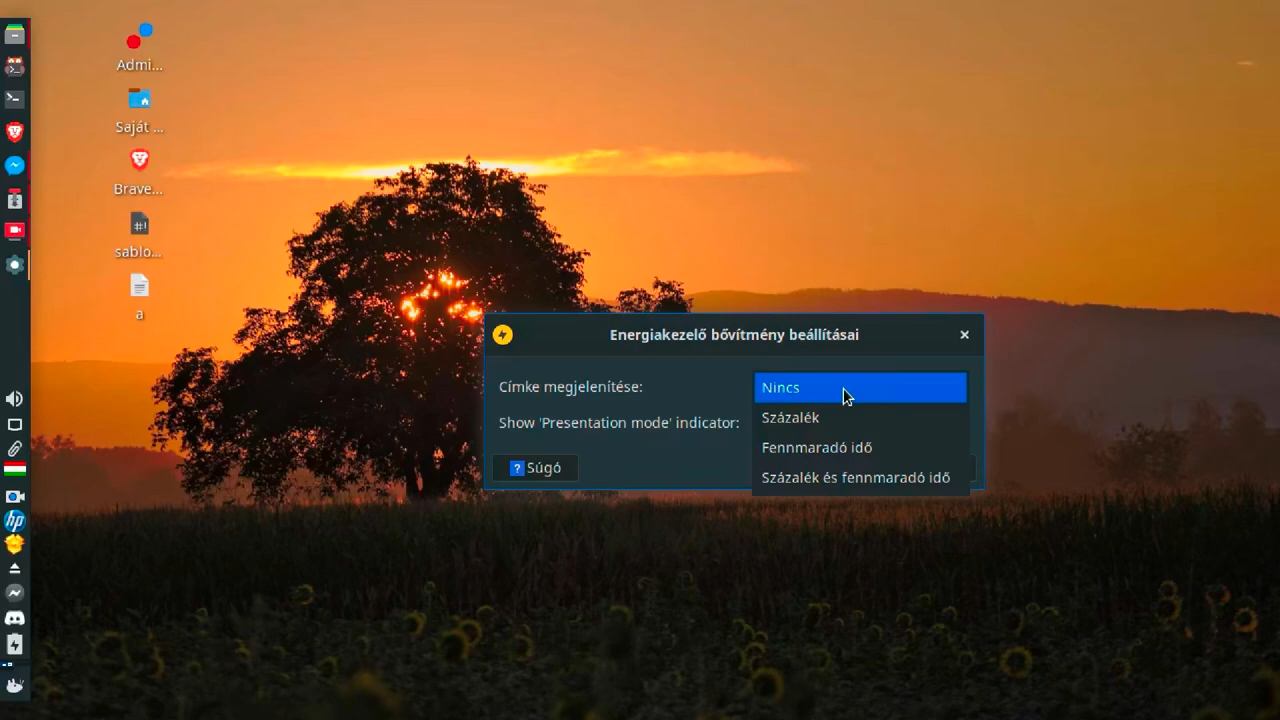 Admi...
Saját ...
Brave...
#!
sablo...
a
Energiakezelő bővítmény beállításai
Címke megjelenítése:
Nincs
Százalék
Show 'Presentation mode' indicator:
Fennmaradó idő
? Súgó
Százalék és fennmaradó idő
hp